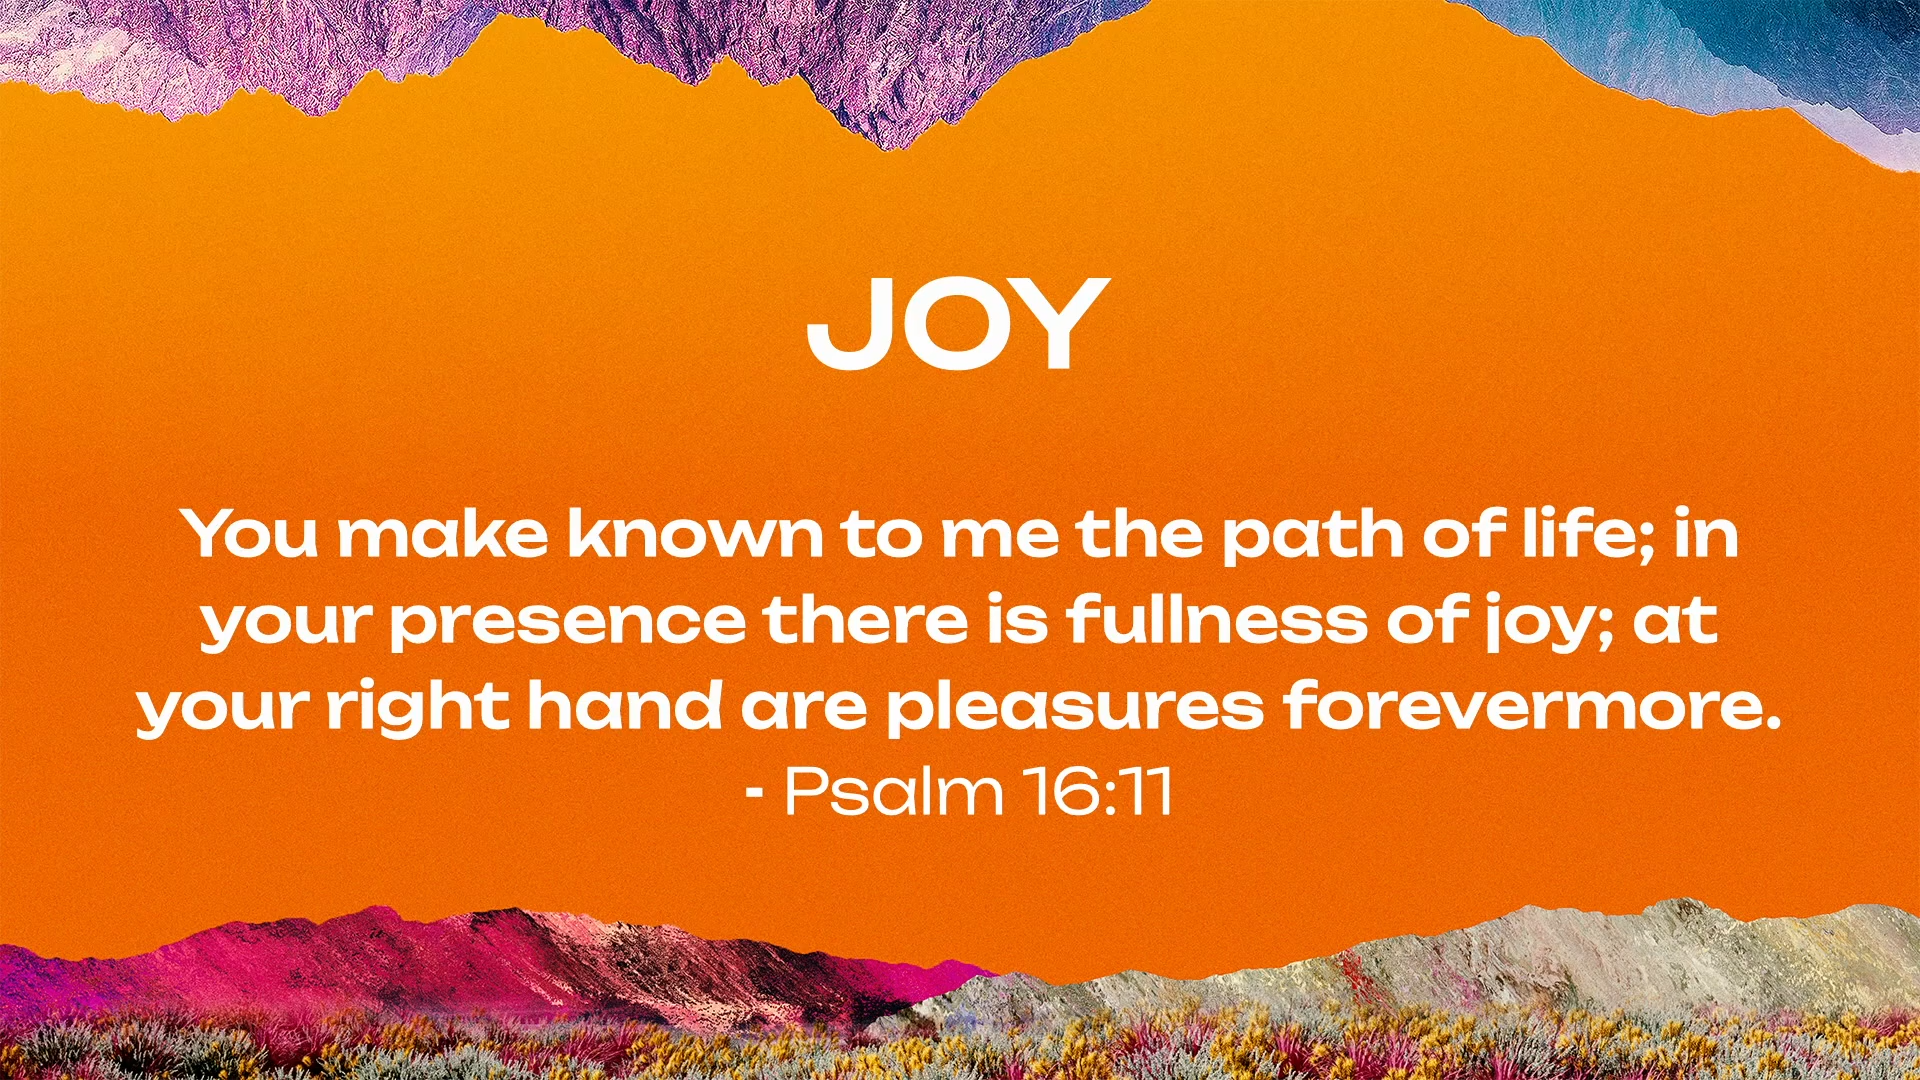 JOY
You make known to me the path of life; in
your presence there is fullness of joy; at
your right hand are pleasures forevermore.
- Psalm 16:11